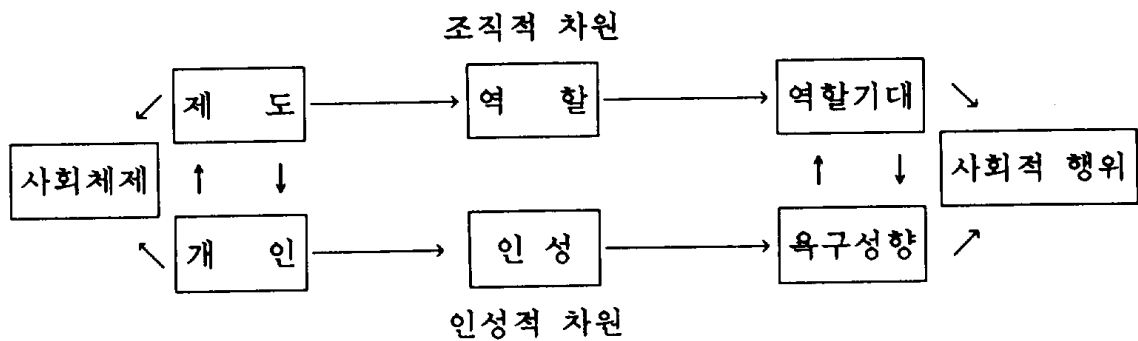 조직적 차원
제 도 역 할 역할기대
사회체제 사회적 행위
개 인 인 성 욕구성향
인성적 차원